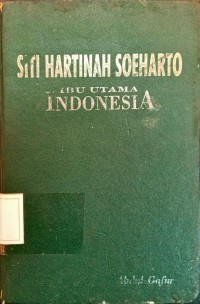 SITI HARTINAH SOEHARTO
IBU UTAMA
INDONESIA
Abdul Gafur